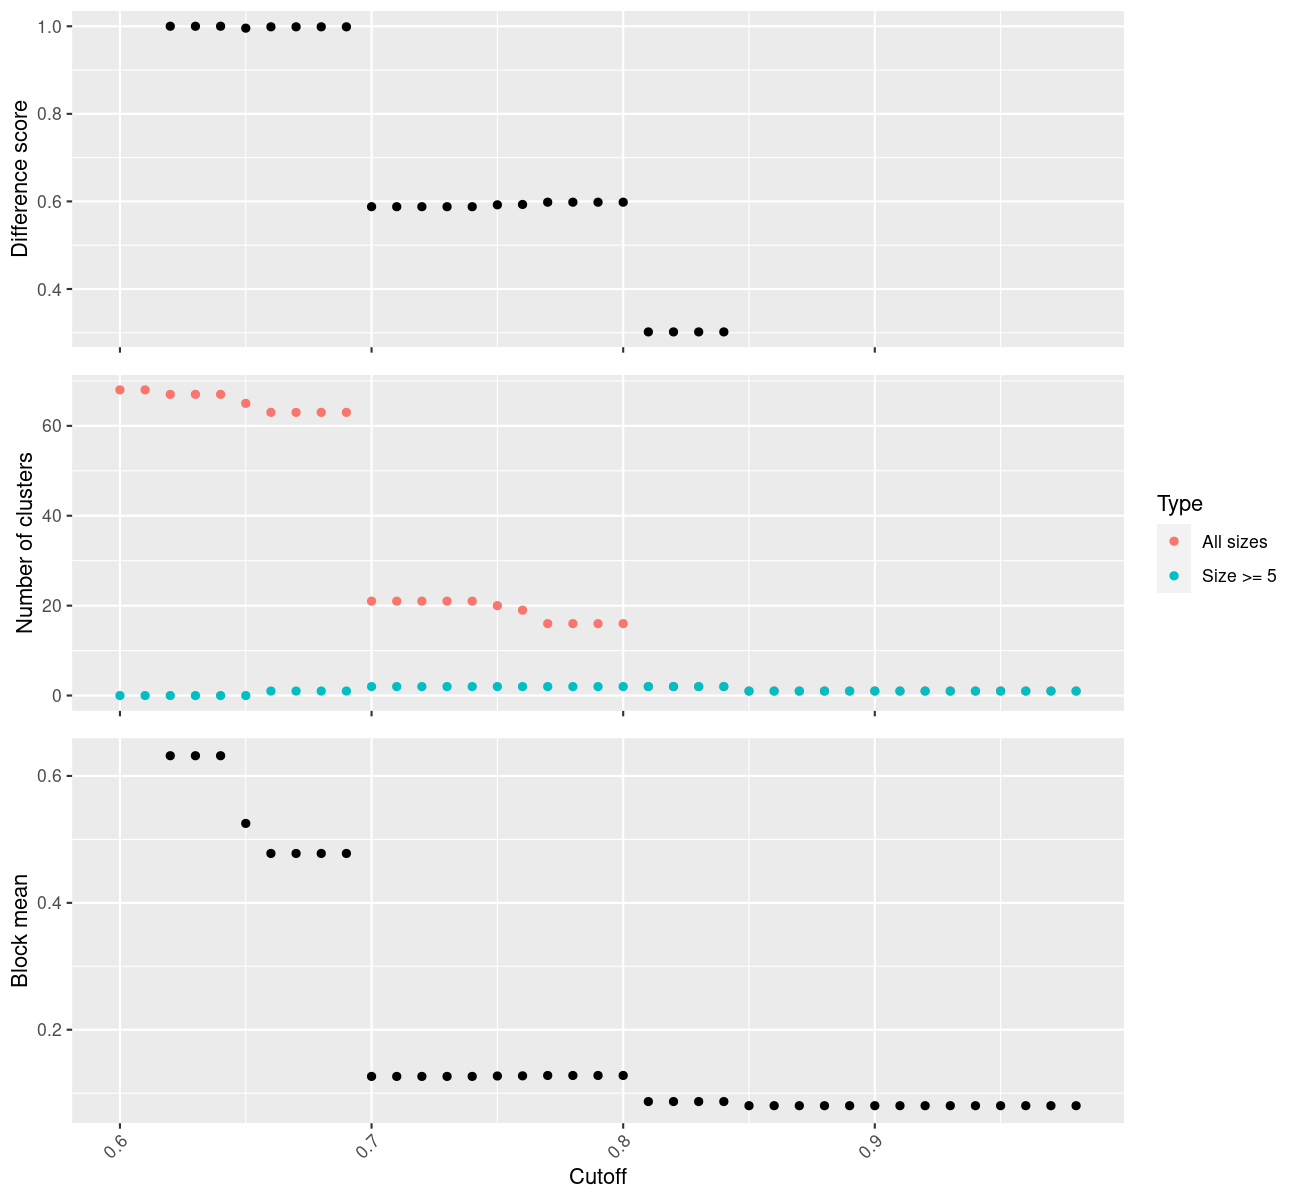 1.0
0.8
0.6
0.4
Difference score
60
40
20
0
Number of clusters
Type
All sizes
Size >= 5
0.6
0.4
0.2
Block mean
0.6
0.7
0.8
0.9
Cutoff